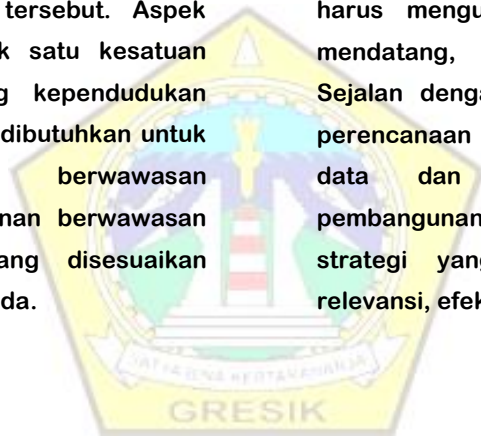 tersebut. Aspek
k satu kesatuan
g kependudukan
dibutuhkan untuk
berwawasan
nan berwawasan
ang disesuaikan
da.
harus mengu
mendatang,
Sejalan denga
perencanaan
data dan
pembangunan
strategi yang
relevansi, efek
GRESIK